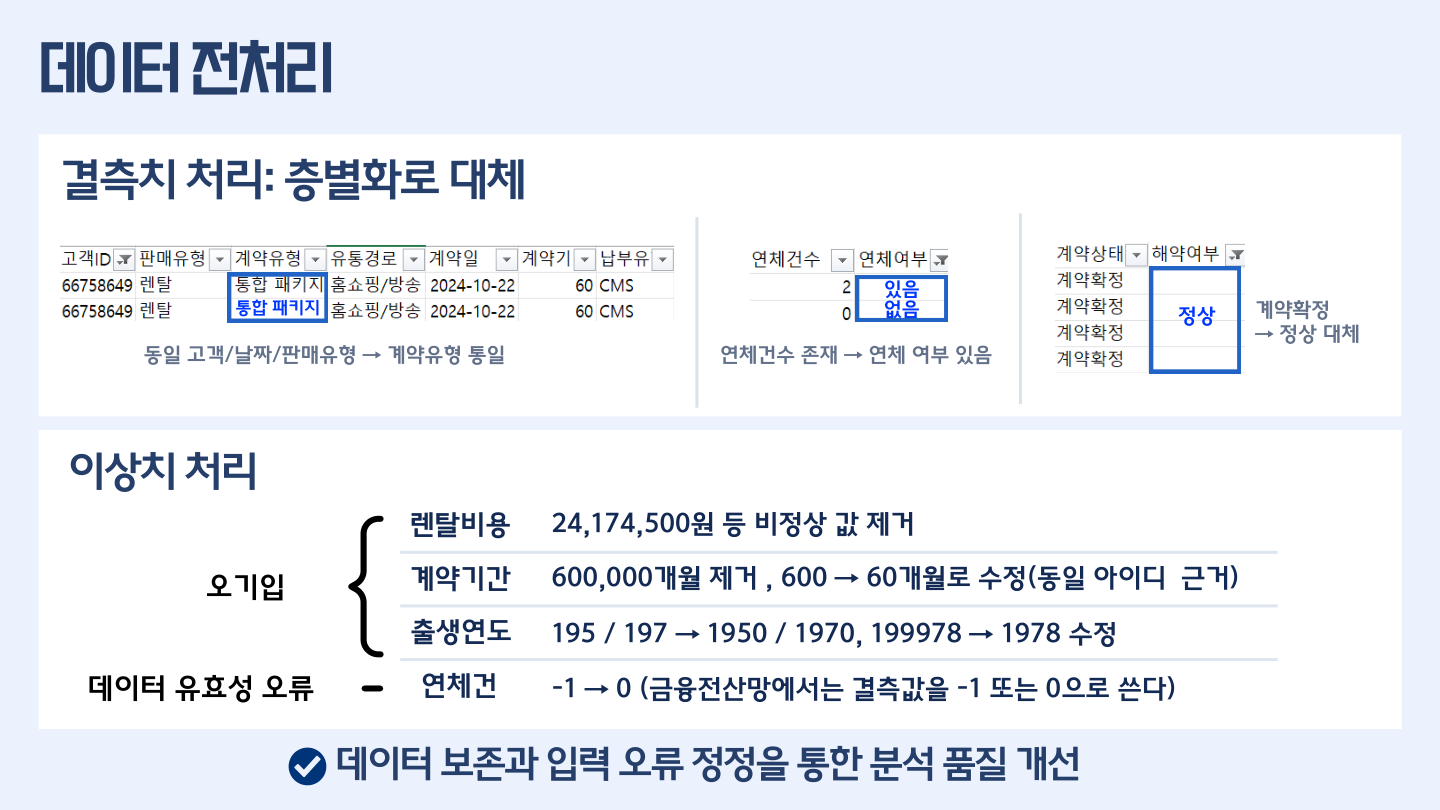 데이터 전처리
결측치 처리: 층별화로 대체
고객ID 판매유형 계약유형 유통경로 계약일 계약기 납부유
66758649 렌탈 통합 패키지 홈쇼핑/방송 2024-10-22 60 CMS
66758649 렌탈 통합 패키지 홈쇼핑/방송 2024-10-22 60 CMS
동일 고객/날짜/판매유형 → 계약유형 통일
연체건수 연체여부
2 있음
0 없음
연체건수 존재 → 연체 여부 있음
계약상태 해약여부
계약확정
계약확정
계약확정
계약확정
정상
계약확정
→ 정상 대체
이상치 처리
오기입
렌탈비용 24,174,500원 등 비정상 값 제거
계약기간 600,000개월 제거 , 600 → 60개월로 수정(동일 아이디 근거)
출생연도 195 / 197 → 1950 / 1970, 199978 → 1978 수정
데이터 유효성 오류 - 연체건 -1 → 0 (금융전산망에서는 결측값을 -1 또는 0으로 쓴다)
데이터 보존과 입력 오류 정정을 통한 분석 품질 개선